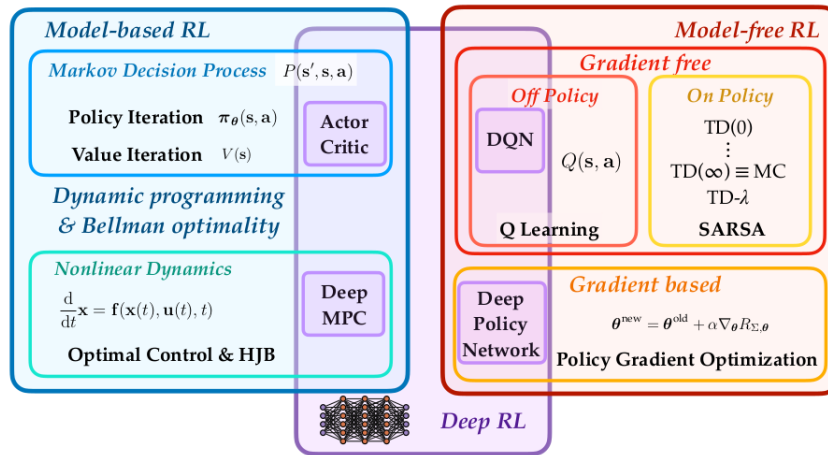 Model-based RL
Markov Decision Process P(s′, s, a)
Policy Iteration π_θ(s, a)
Value Iteration V(s)
Actor
Critic
Dynamic programming
& Bellman optimality
Nonlinear Dynamics
d/dt x = f(x(t), u(t), t)
Optimal Control & HJB
Deep
MPC
Deep RL
Model-free RL
Gradient free
Off Policy
DQN
Q(s, a)
Q Learning
On Policy
TD(0)
⋮
TD(∞) ≡ MC
TD-λ
SARSA
Gradient based
Deep
Policy
Network
θ^new = θ^old + α∇_θ R_Σ,θ
Policy Gradient Optimization